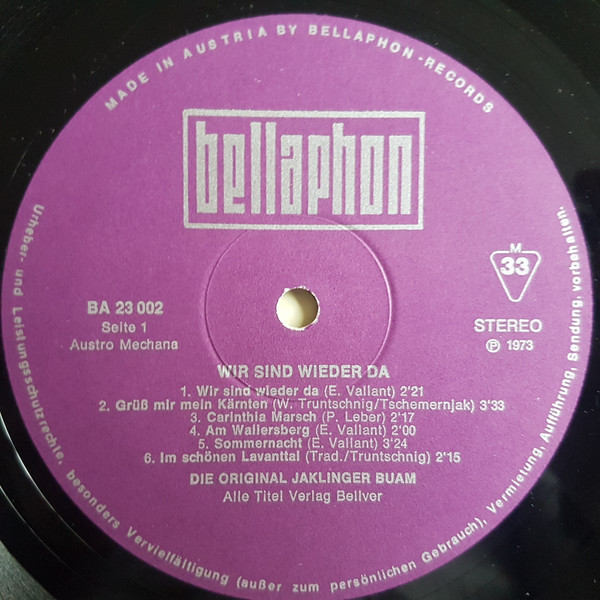 MADE IN AUSTRIA BY BELLAPHON-RECORDS
bellaphon
M
33
BA 23 002
Seite 1
Austro Mechana
STEREO
Ⓟ 1973
WIR SIND WIEDER DA
1. Wir sind wieder da (E. Vallant) 2'21
2. Grüß mir mein Kärnten (W. Truntschnig/Tschemernjak) 3'33
3. Carinthia Marsch (P. Leber) 2'17
4. Am Wallersberg (E. Vallant) 2'00
5. Sommernacht (E. Vallant) 3'24
6. Im schönen Lavanttal (Trad./Truntschnig) 2'15
DIE ORIGINAL JAKLINGER BUAM
Alle Titel Verlag Bellver
Urheber- und Leistungsschutzrechte, besonders Vervielfältigung (außer zum persönlichen Gebrauch), Vermietung, Aufführung, Sendung, vorbehalten.